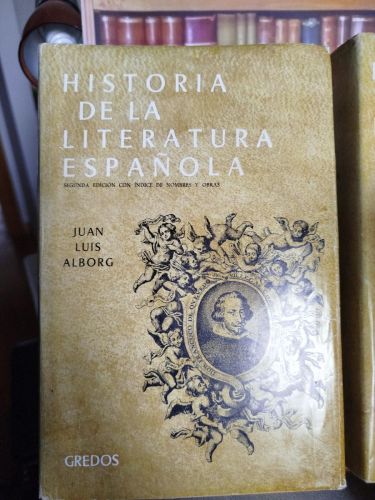 HISTORIA
DE LA
LITERATURA
ESPAÑOLA
SEGUNDA EDICIÓN CON ÍNDICE DE NOMBRES Y OBRAS
JUAN
LUIS
ALBORG
GREDOS